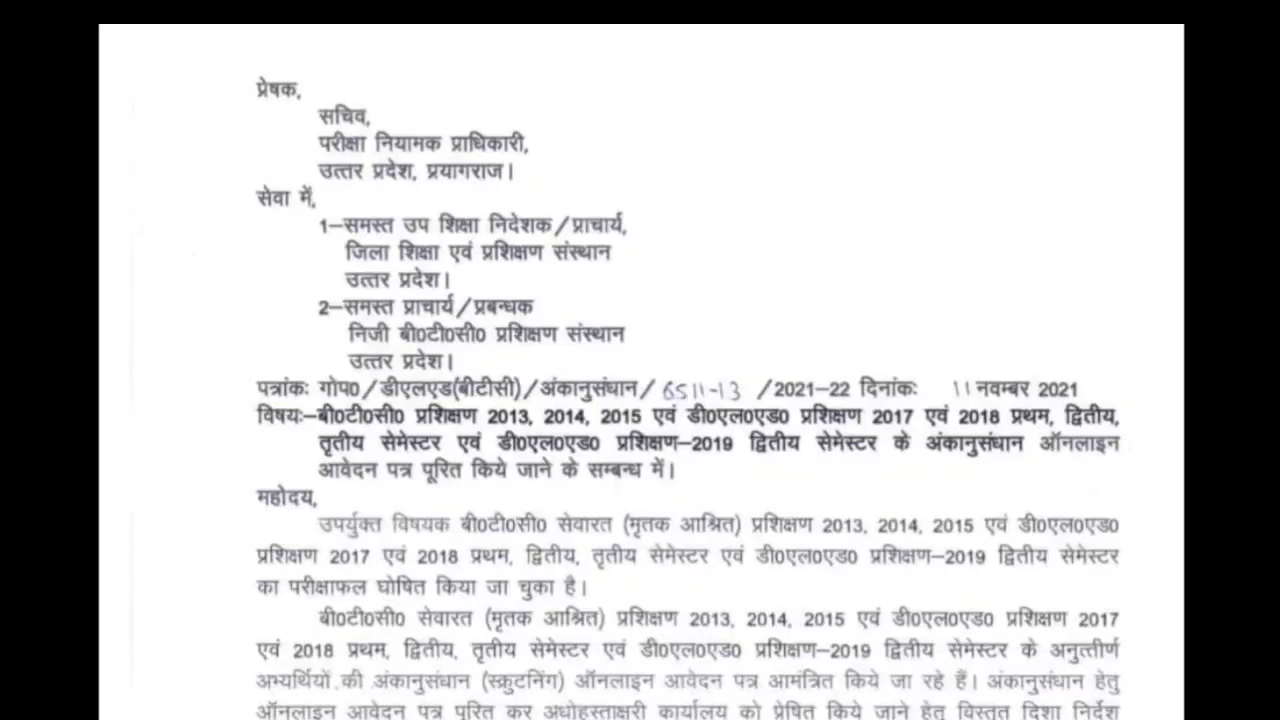 प्रेषक,
सचिव,
परीक्षा नियामक प्राधिकारी,
उत्तर प्रदेश, प्रयागराज।
सेवा में,
1–समस्त उप शिक्षा निदेशक/प्राचार्य,
जिला शिक्षा एवं प्रशिक्षण संस्थान
उत्तर प्रदेश।
2–समस्त प्राचार्य/प्रबन्धक
निजी बी0टी0सी0 प्रशिक्षण संस्थान
उत्तर प्रदेश।
पत्रांकः गोप0/डीएलएड(बीटीसी)/अंकानुसंधान/ 6511-13 /2021–22 दिनांकः 11 नवम्बर 2021
विषयः–बी0टी0सी0 प्रशिक्षण 2013, 2014, 2015 एवं डी0एल0एड0 प्रशिक्षण 2017 एवं 2018 प्रथम, द्वितीय,
तृतीय सेमेस्टर एवं डी0एल0एड0 प्रशिक्षण–2019 द्वितीय सेमेस्टर के अंकानुसंधान ऑनलाइन
आवेदन पत्र पूरित किये जाने के सम्बन्ध में।
महोदय,
उपर्युक्त विषयक बी0टी0सी0 सेवारत (मृतक आश्रित) प्रशिक्षण 2013, 2014, 2015 एवं डी0एल0एड0
प्रशिक्षण 2017 एवं 2018 प्रथम, द्वितीय, तृतीय सेमेस्टर एवं डी0एल0एड0 प्रशिक्षण–2019 द्वितीय सेमेस्टर
का परीक्षाफल घोषित किया जा चुका है।
बी0टी0सी0 सेवारत (मृतक आश्रित) प्रशिक्षण 2013, 2014, 2015 एवं डी0एल0एड0 प्रशिक्षण 2017
एवं 2018 प्रथम, द्वितीय, तृतीय सेमेस्टर एवं डी0एल0एड0 प्रशिक्षण–2019 द्वितीय सेमेस्टर के अनुत्तीर्ण
अभ्यर्थियों की अंकानुसंधान (स्क्रुटनिंग) ऑनलाइन आवेदन पत्र आमंत्रित किये जा रहे हैं। अंकानुसंधान हेतु
ऑनलाइन आवेदन पत्र पूरित कर अधोहस्ताक्षरी कार्यालय को प्रेषित किये जाने हेतु विस्तृत दिशा निर्देश